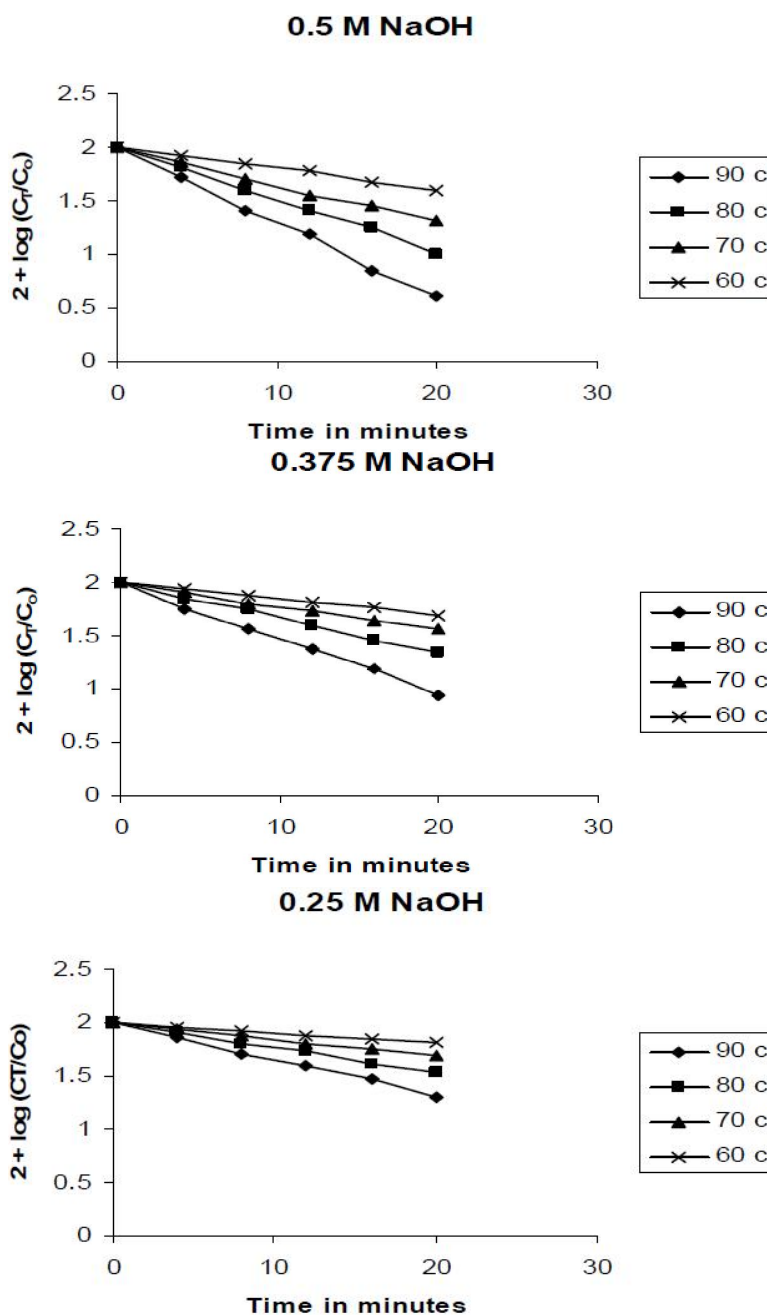 0.5 M NaOH
2.5
2
1.5
1
0.5
0
0 10 20 30
2 + log (C_T/C_o)
Time in minutes
90 c
80 c
70 c
60 c
0.375 M NaOH
2.5
2
1.5
1
0.5
0
0 10 20 30
2 + log (C_T/C_o)
Time in minutes
90 c
80 c
70 c
60 c
0.25 M NaOH
2.5
2
1.5
1
0.5
0
0 10 20 30
2 + log (CT/Co)
Time in minutes
90 c
80 c
70 c
60 c